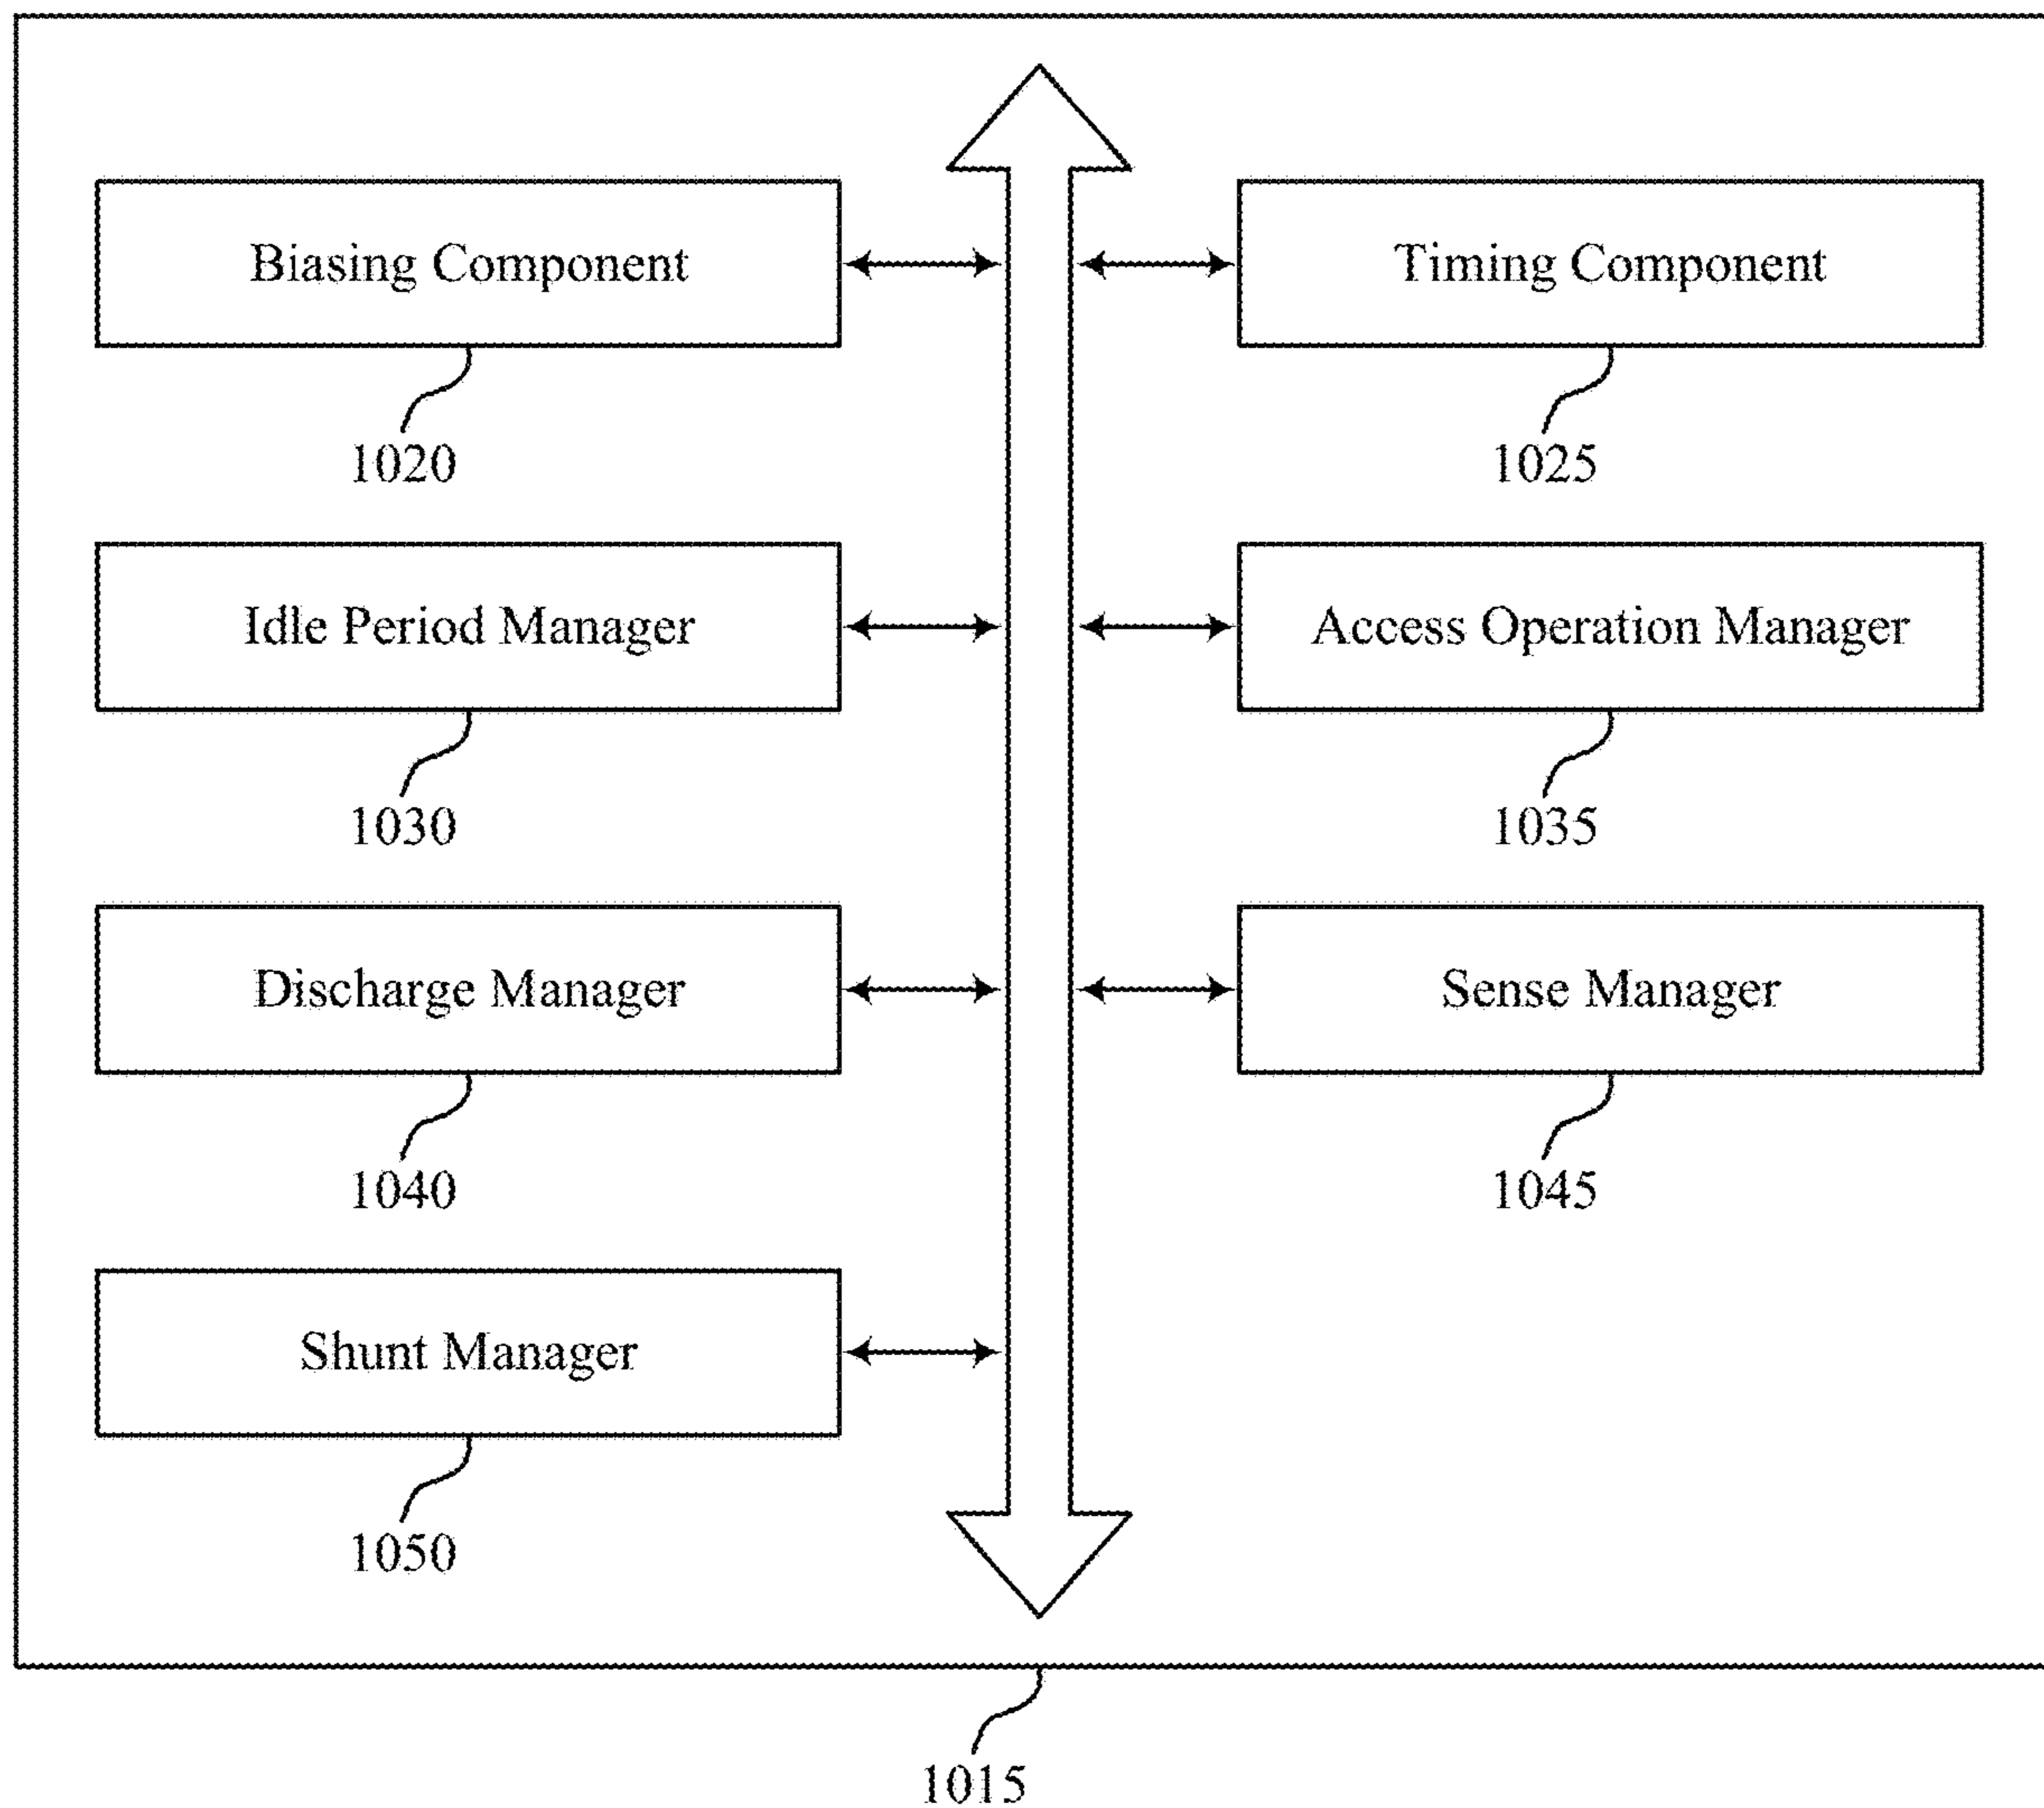 Biasing Component
Timing Component
1020
1025
Idle Period Manager
Access Operation Manager
1030
1035
Discharge Manager
Sense Manager
1040
1045
Shunt Manager
1050
1015